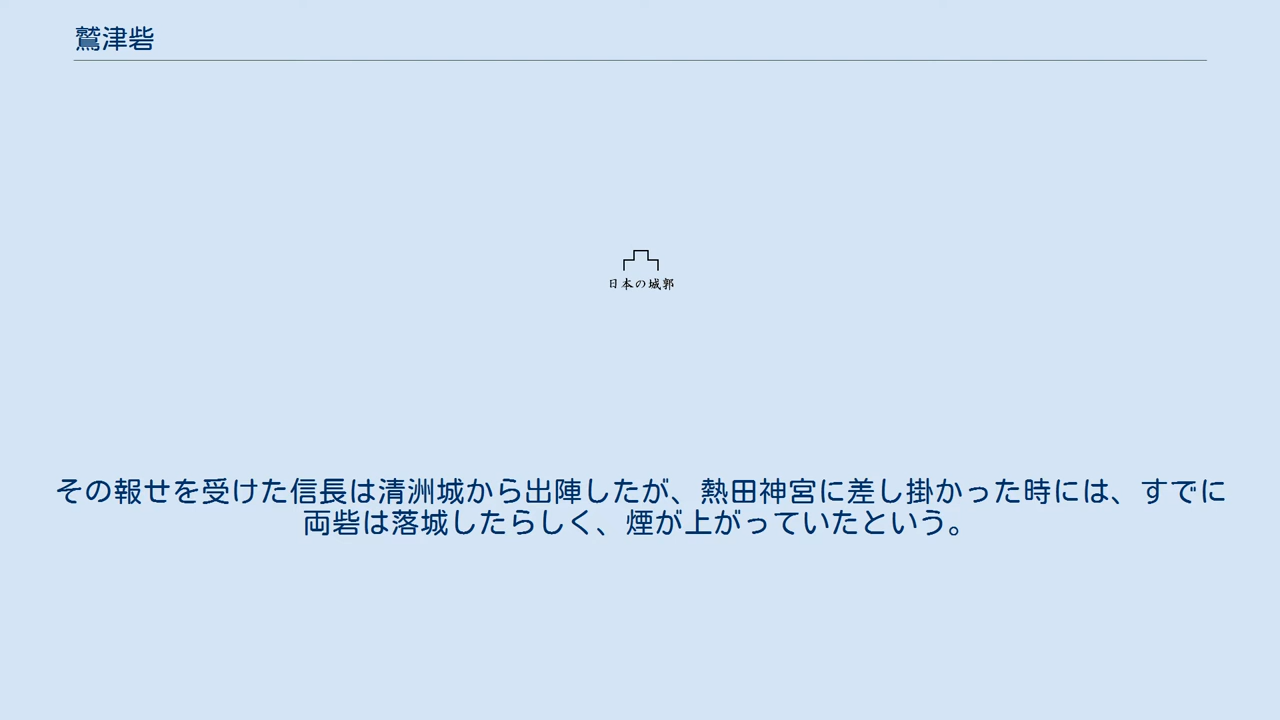 鷲津砦
日本の城郭
その報せを受けた信長は清洲城から出陣したが、熱田神宮に差し掛かった時には、すでに
両砦は落城したらしく、煙が上がっていたという。